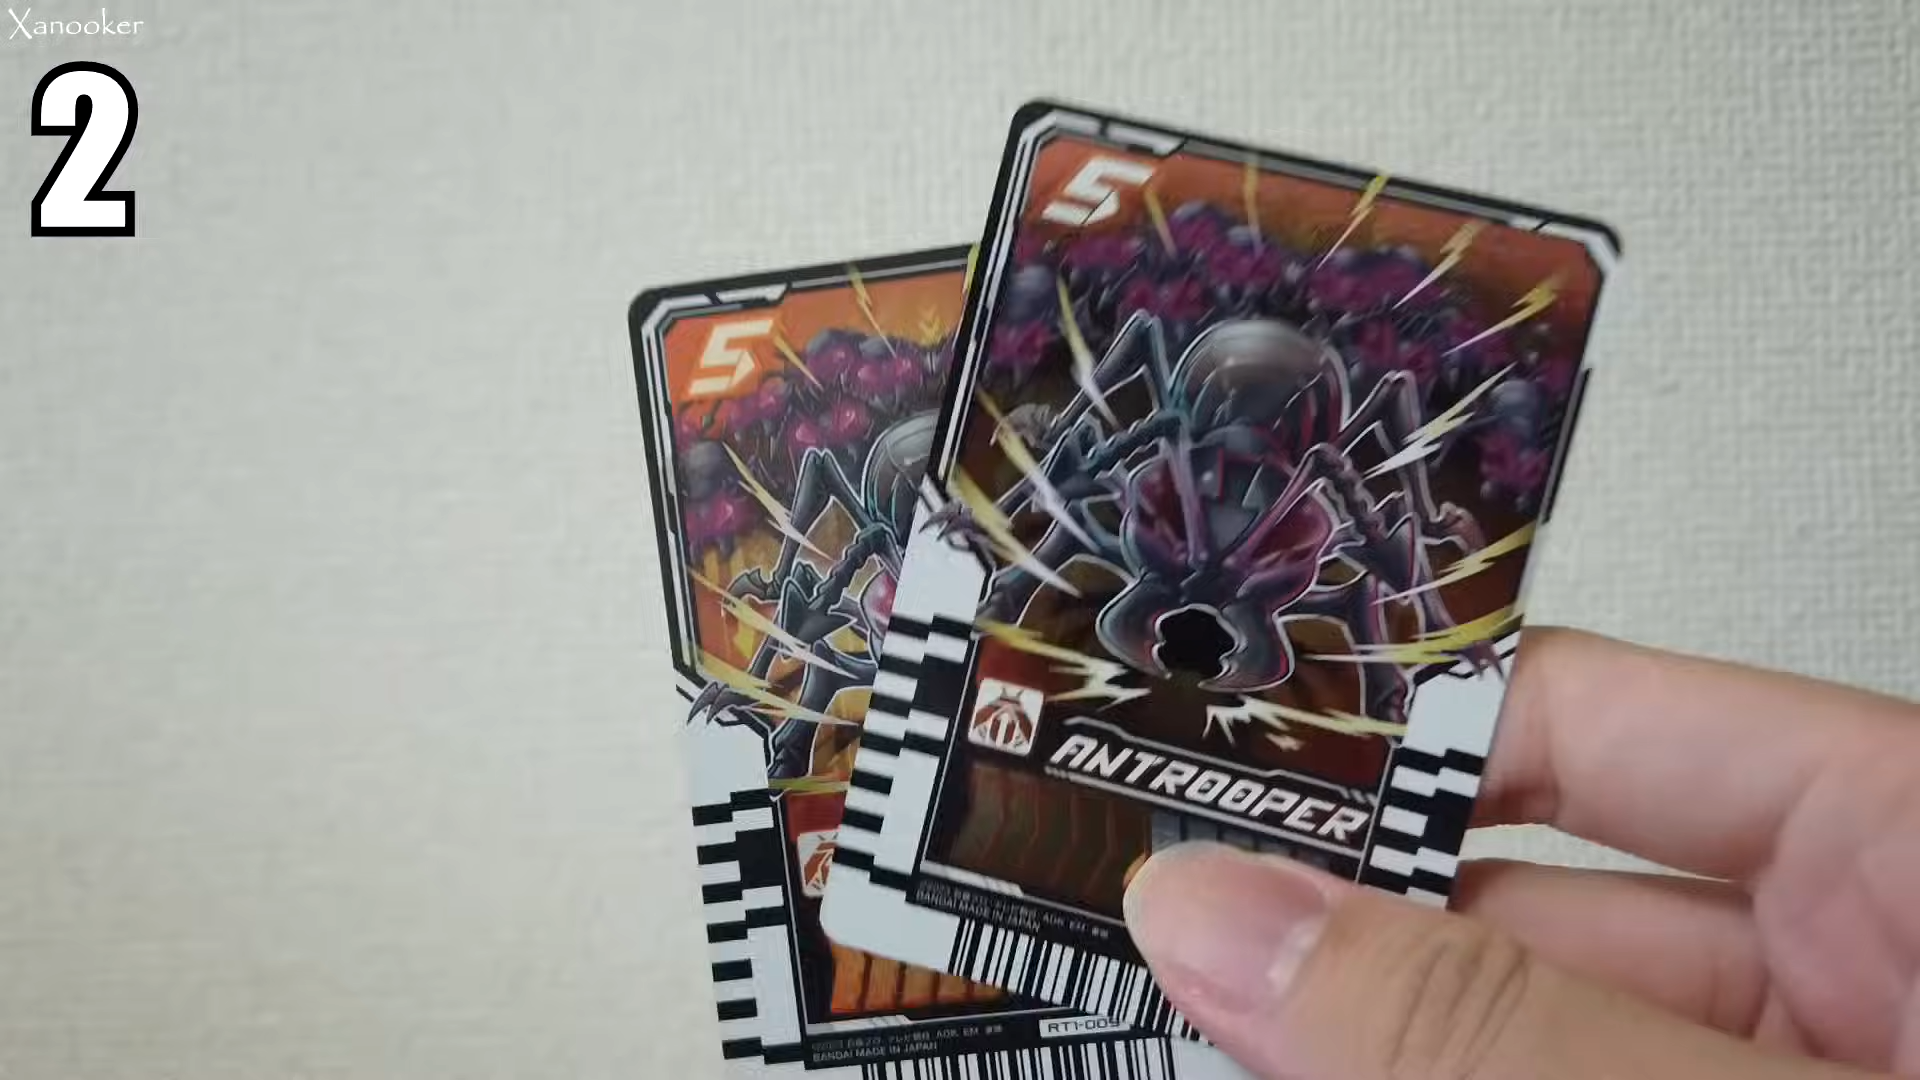 Xanooker
2
5
5
ANTROOPER
BANDAI MADE IN JAPAN
RT1-009
BANDAI MADE IN JAPAN